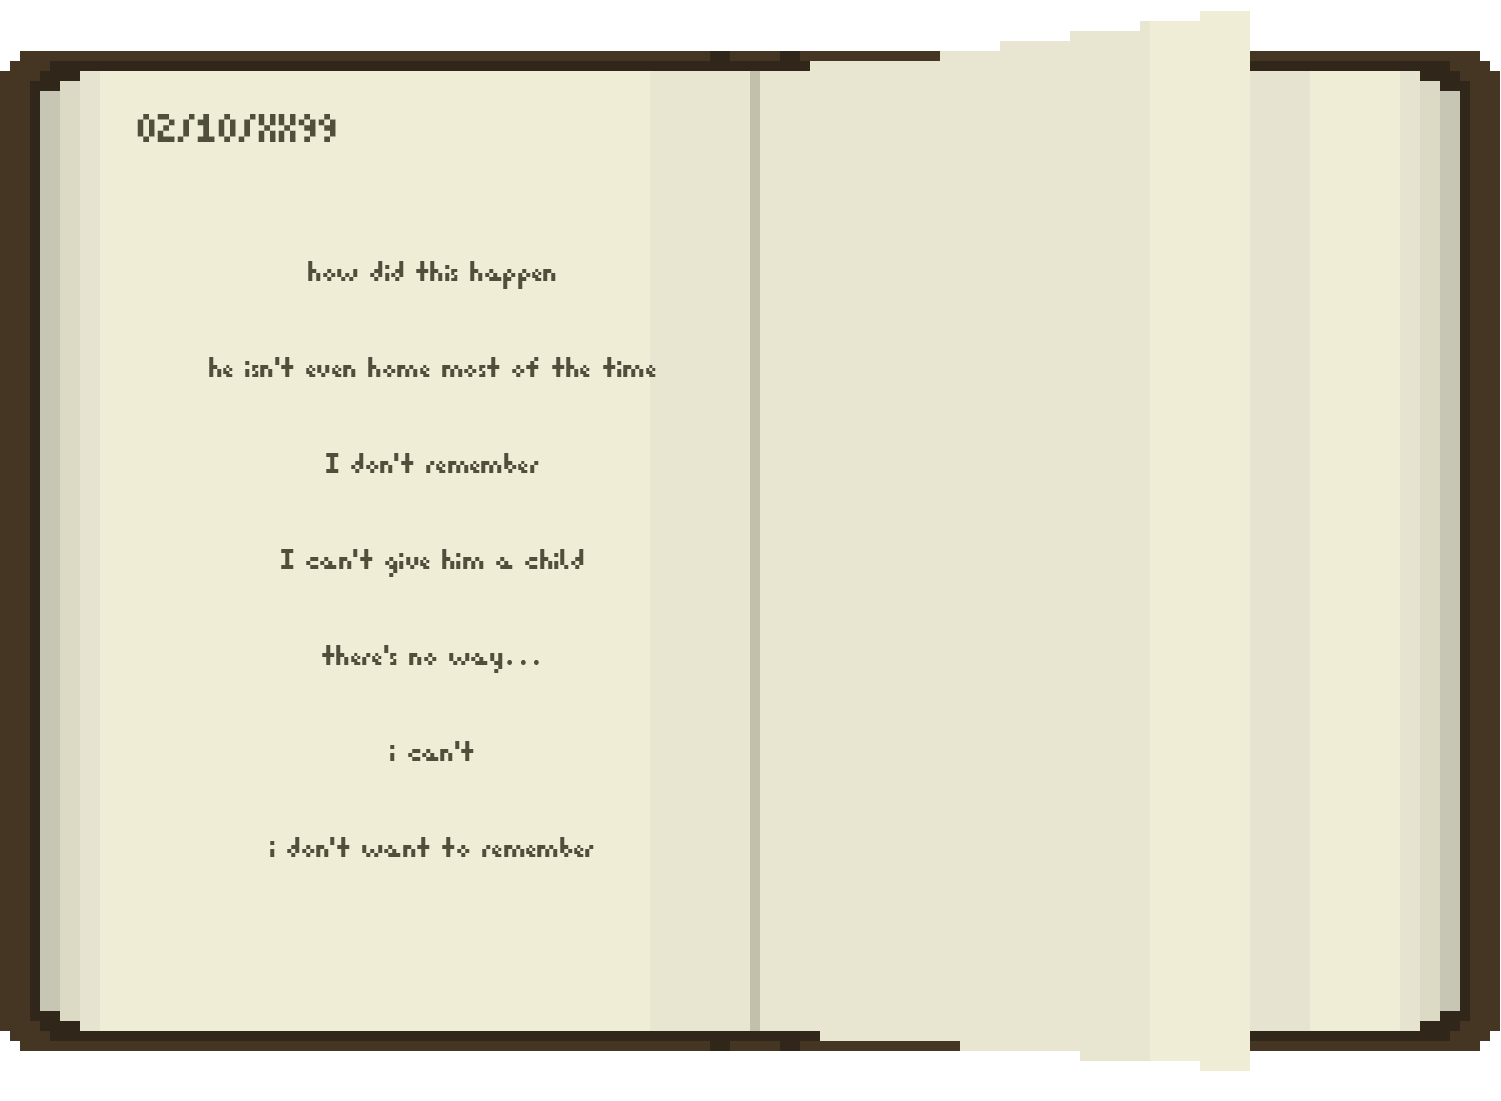 02/10/XX99
how did this happen
he isn't even home most of the time
I don't remember
I can't give him a child
there's no way...
i can't
i don't want to remember